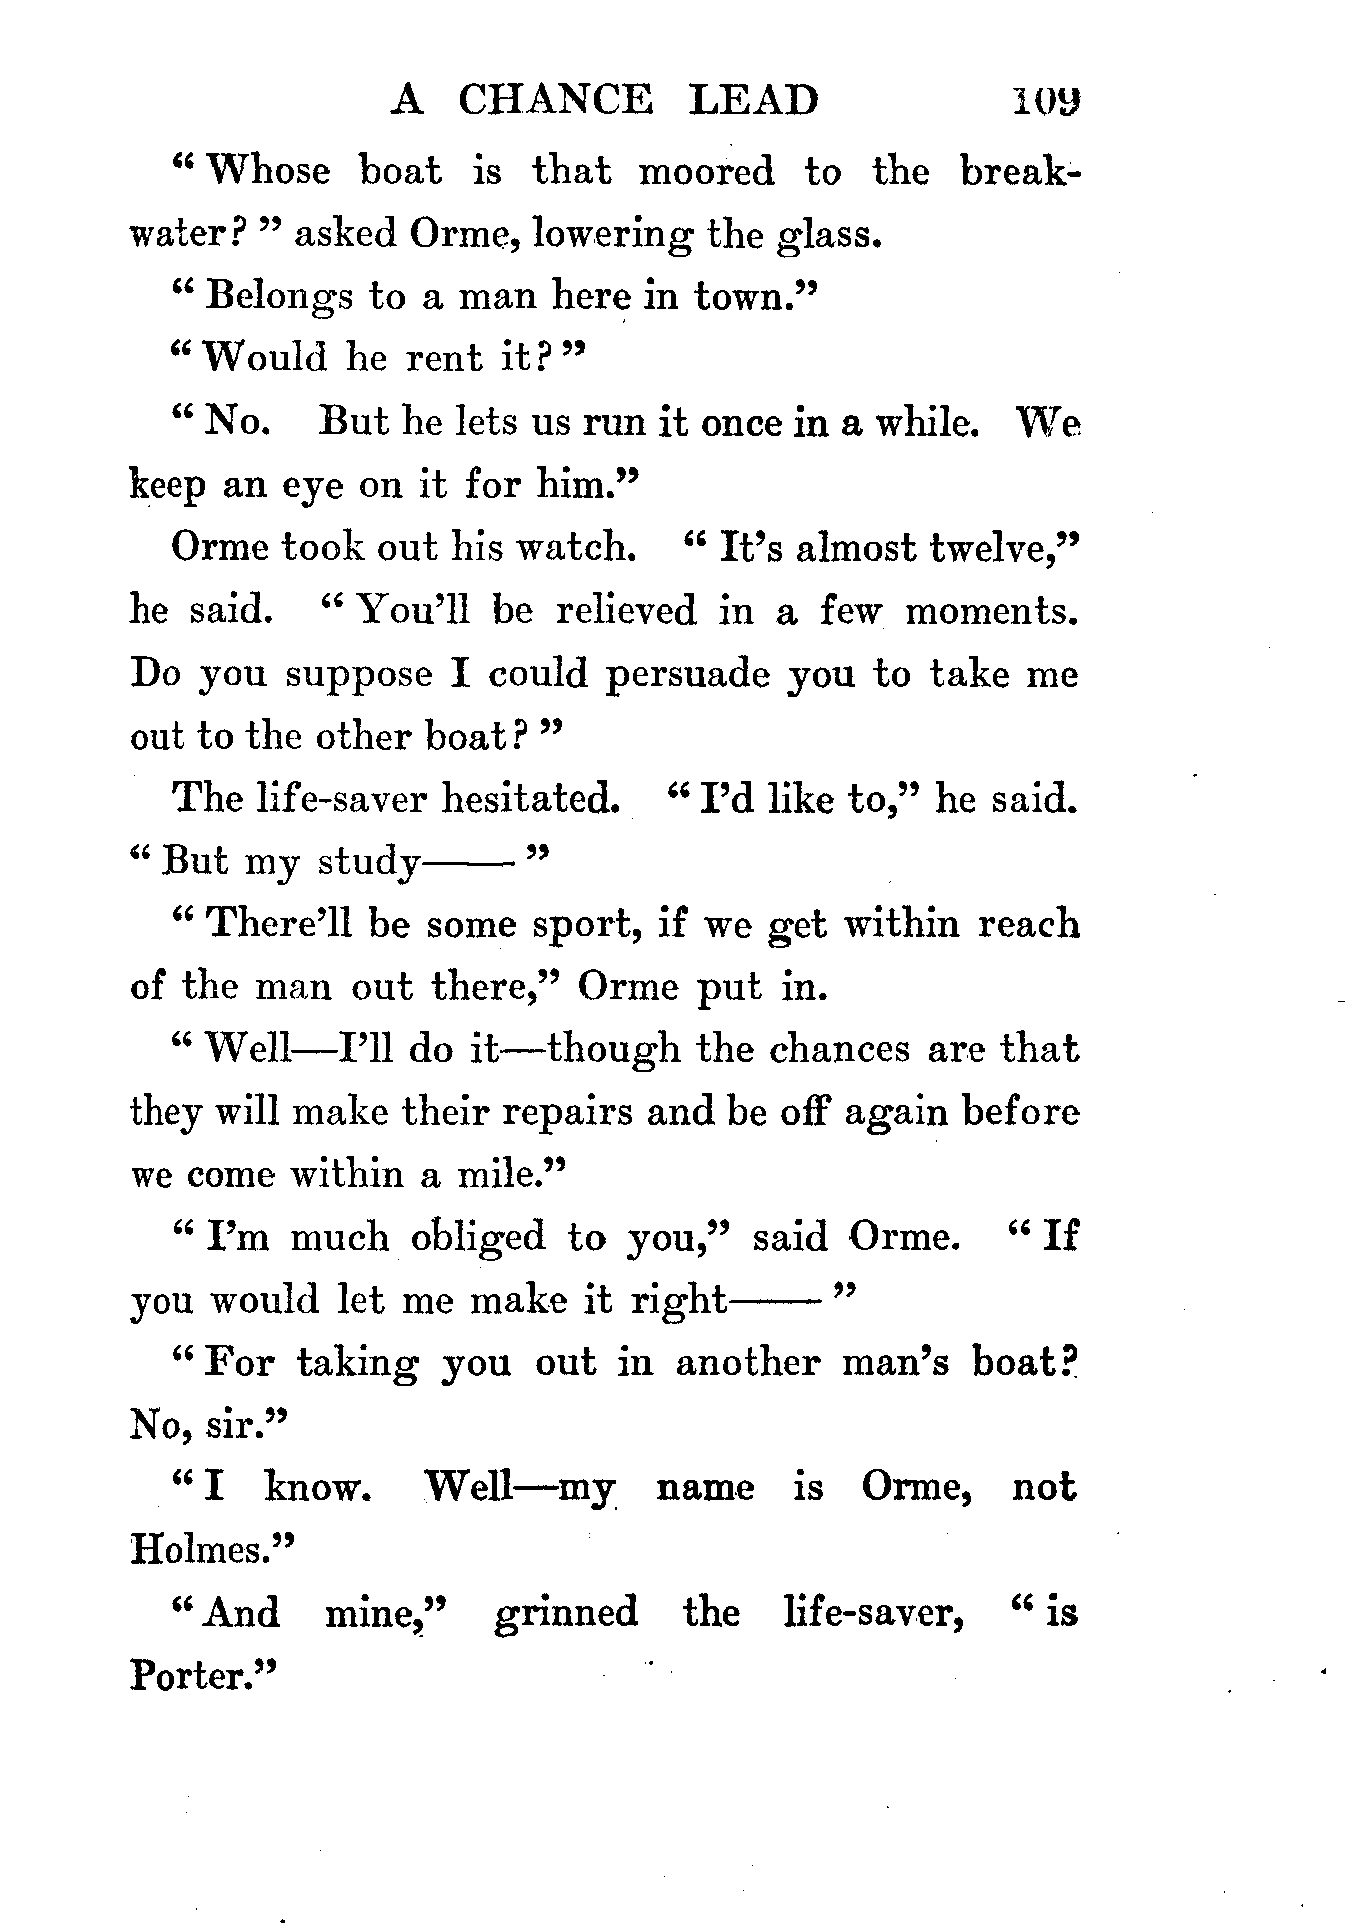 A CHANCE LEAD 109
“ Whose boat is that moored to the break-
water? ” asked Orme, lowering the glass.
“ Belongs to a man here in town.”
“ Would he rent it? ”
“ No. But he lets us run it once in a while. We
keep an eye on it for him.”
Orme took out his watch. “ It’s almost twelve,”
he said. “ You’ll be relieved in a few moments.
Do you suppose I could persuade you to take me
out to the other boat? ”
The life-saver hesitated. “ I’d like to,” he said.
“ But my study—— ”
“ There’ll be some sport, if we get within reach
of the man out there,” Orme put in.
“ Well—I’ll do it—though the chances are that
they will make their repairs and be off again before
we come within a mile.”
“ I’m much obliged to you,” said Orme. “ If
you would let me make it right—— ”
“ For taking you out in another man’s boat?
No, sir.”
“ I know. Well—my name is Orme, not
Holmes.”
“ And mine,” grinned the life-saver, “ is
Porter.”